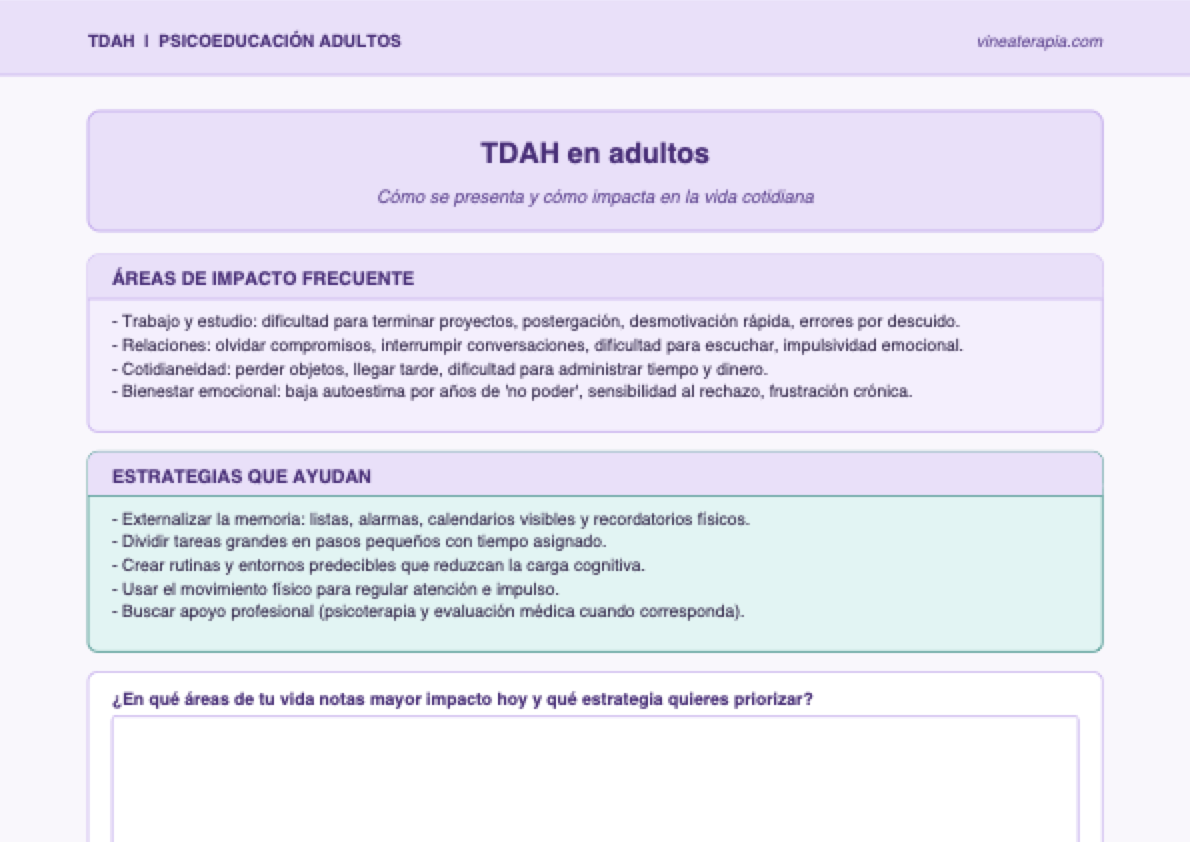 TDAH | PSICOEDUCACIÓN ADULTOS
vineaterapia.com
TDAH en adultos
Cómo se presenta y cómo impacta en la vida cotidiana
ÁREAS DE IMPACTO FRECUENTE
- Trabajo y estudio: dificultad para terminar proyectos, postergación, desmotivación rápida, errores por descuido.
- Relaciones: olvidar compromisos, interrumpir conversaciones, dificultad para escuchar, impulsividad emocional.
- Cotidianeidad: perder objetos, llegar tarde, dificultad para administrar tiempo y dinero.
- Bienestar emocional: baja autoestima por años de 'no poder', sensibilidad al rechazo, frustración crónica.
ESTRATEGIAS QUE AYUDAN
- Externalizar la memoria: listas, alarmas, calendarios visibles y recordatorios físicos.
- Dividir tareas grandes en pasos pequeños con tiempo asignado.
- Crear rutinas y entornos predecibles que reduzcan la carga cognitiva.
- Usar el movimiento físico para regular atención e impulso.
- Buscar apoyo profesional (psicoterapia y evaluación médica cuando corresponda).
¿En qué áreas de tu vida notas mayor impacto hoy y qué estrategia quieres priorizar?